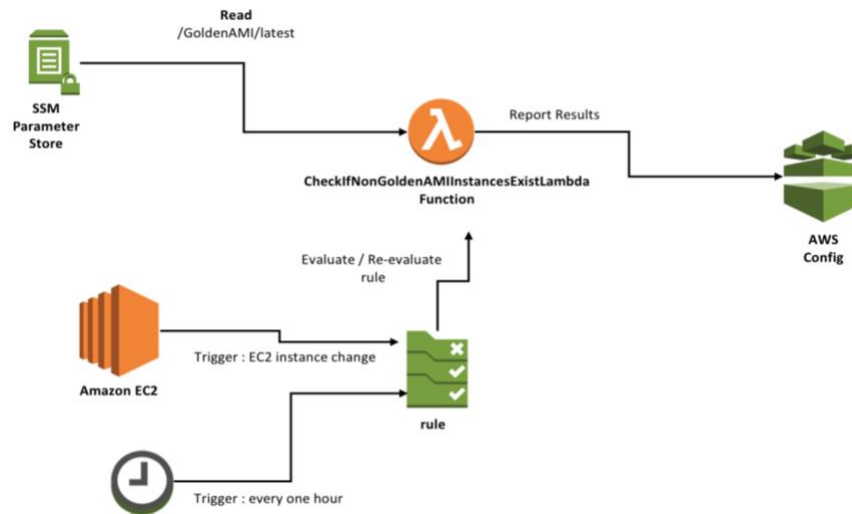 Read
/GoldenAMI/latest
SSM
Parameter
Store
Report Results
CheckIfNonGoldenAMIInstancesExistLambda
Function
AWS
Config
Evaluate / Re-evaluate
rule
Amazon EC2
Trigger : EC2 instance change
rule
Trigger : every one hour